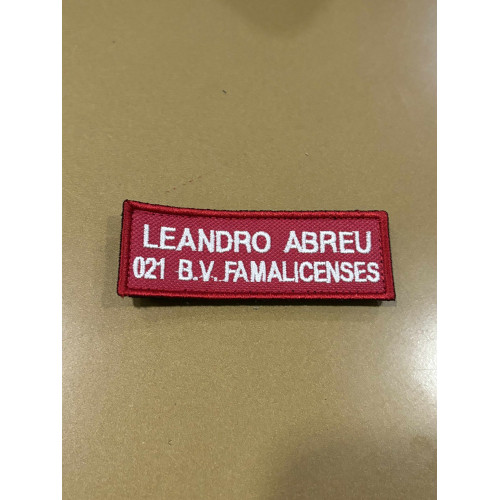 LEANDRO ABREU
021 B.V. FAMALICENSES